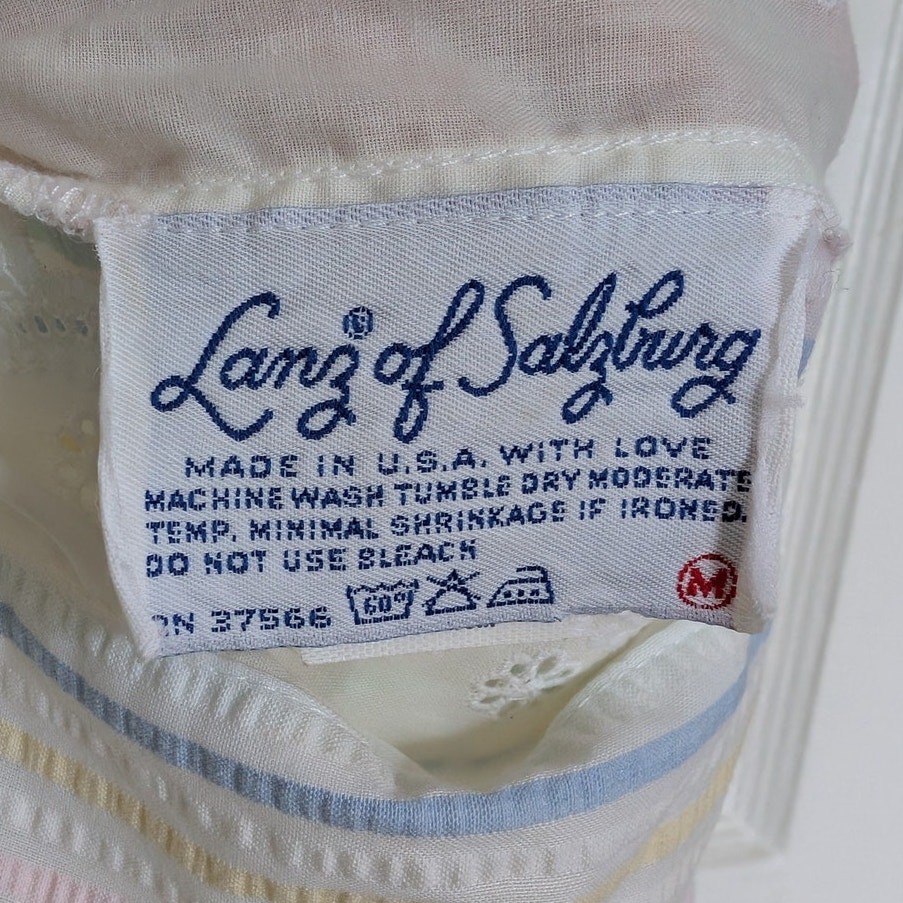 Lanz® of Salzburg
MADE IN U.S.A. WITH LOVE
MACHINE WASH TUMBLE DRY MODERATE
TEMP. MINIMAL SHRINKAGE IF IRONED.
DO NOT USE BLEACH
RN 37566 60°
M